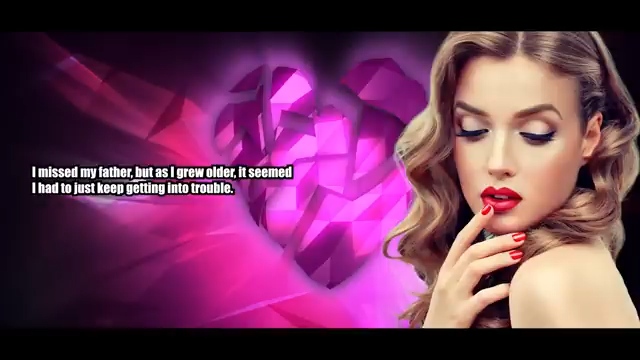 I missed my father, but as I grew older, it seemed
I had to just keep getting into trouble.